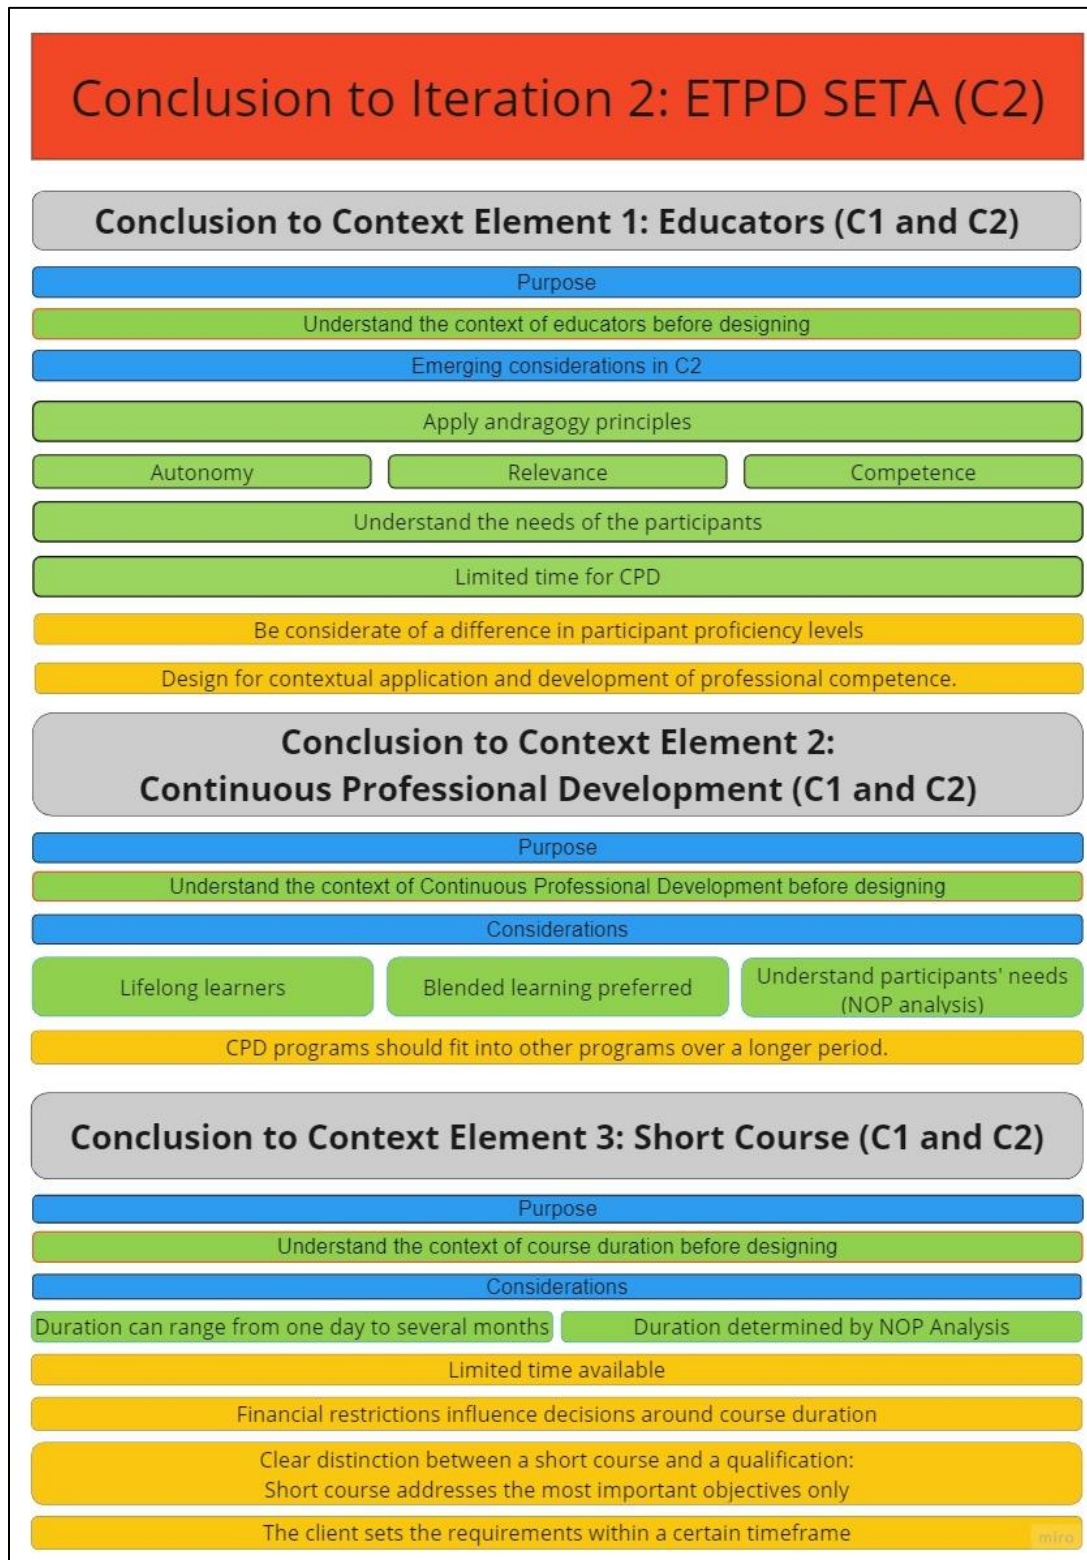 Conclusion to Iteration 2: ETPD SETA (C2)
Conclusion to Context Element 1: Educators (C1 and C2)
Purpose
Understand the context of educators before designing
Emerging considerations in C2
Apply andragogy principles
Autonomy
Relevance
Competence
Understand the needs of the participants
Limited time for CPD
Be considerate of a difference in participant proficiency levels
Design for contextual application and development of professional competence.
Conclusion to Context Element 2:
Continuous Professional Development (C1 and C2)
Purpose
Understand the context of Continuous Professional Development before designing
Considerations
Lifelong learners
Blended learning preferred
Understand participants' needs
(NOP analysis)
CPD programs should fit into other programs over a longer period.
Conclusion to Context Element 3: Short Course (C1 and C2)
Purpose
Understand the context of course duration before designing
Considerations
Duration can range from one day to several months
Duration determined by NOP Analysis
Limited time available
Financial restrictions influence decisions around course duration
Clear distinction between a short course and a qualification:
Short course addresses the most important objectives only
The client sets the requirements within a certain timeframe
miro